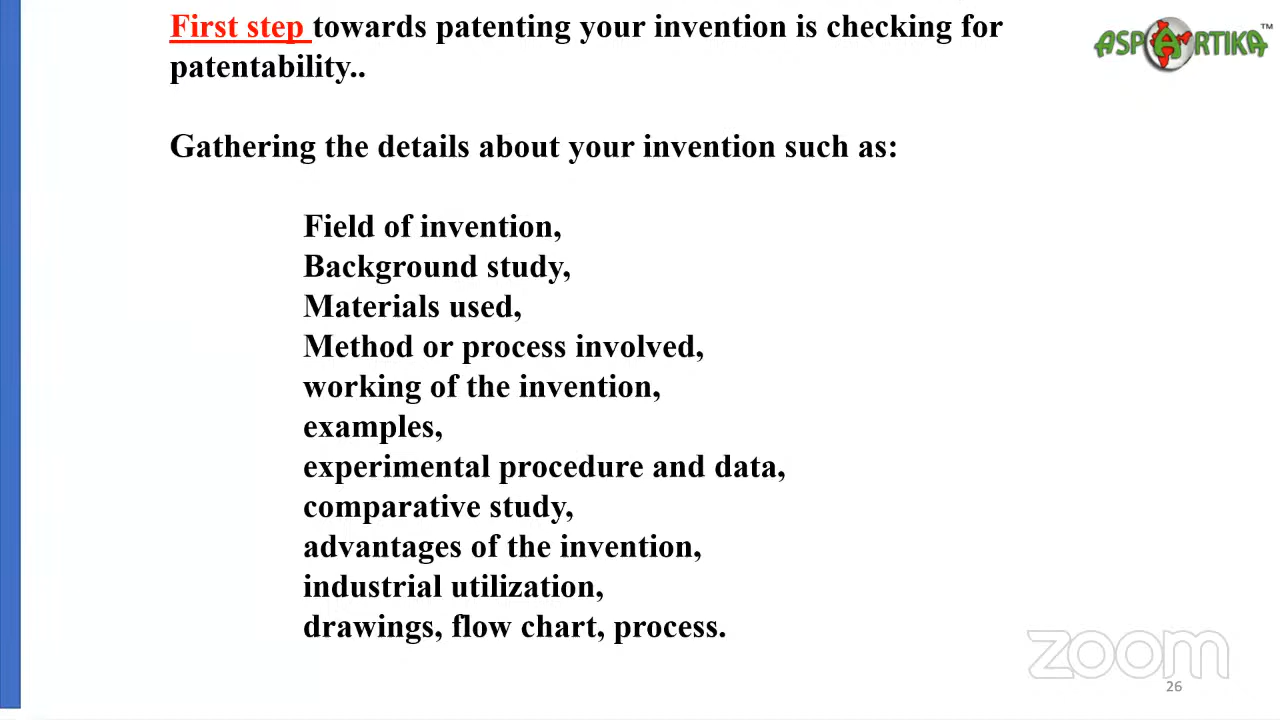 First step towards patenting your invention is checking for
patentability..
ASPARTIKA™
Gathering the details about your invention such as:
Field of invention,
Background study,
Materials used,
Method or process involved,
working of the invention,
examples,
experimental procedure and data,
comparative study,
advantages of the invention,
industrial utilization,
drawings, flow chart, process.
zoom
26